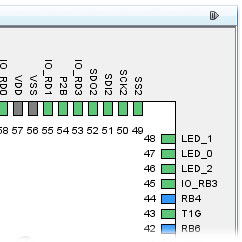 IO_RD0
VDD
VSS
IO_RD1
P2B
IO_RD3
SDO2
SDI2
SCK2
SS2
58 57 56 55 54 53 52 51 50 49
48 LED_1
47 LED_0
46 LED_2
45 IO_RB3
44 RB4
43 T1G
42 RB6